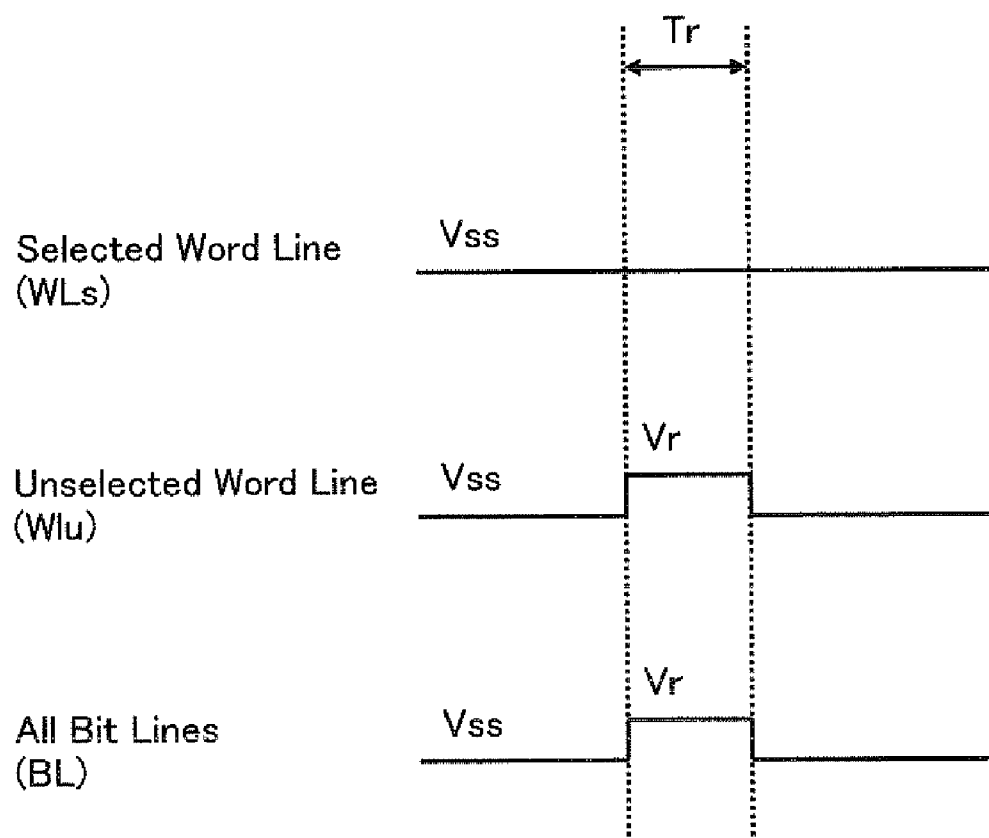 Tr
Selected Word Line
(WLs)
Vss
Unselected Word Line
(Wlu)
Vss
Vr
All Bit Lines
(BL)
Vss
Vr